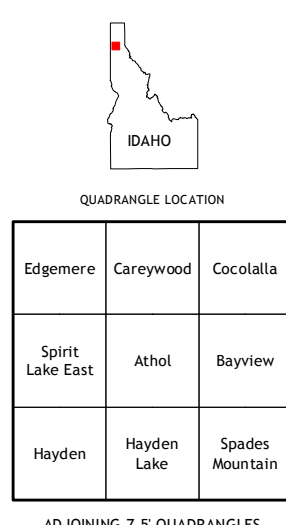 IDAHO
QUADRANGLE LOCATION
Edgemere Careywood Cocolalla
Spirit
Lake East
Athol
Bayview
Hayden
Hayden
Lake
Spades
Mountain
ADJOINING 7.5' QUADRANGLES